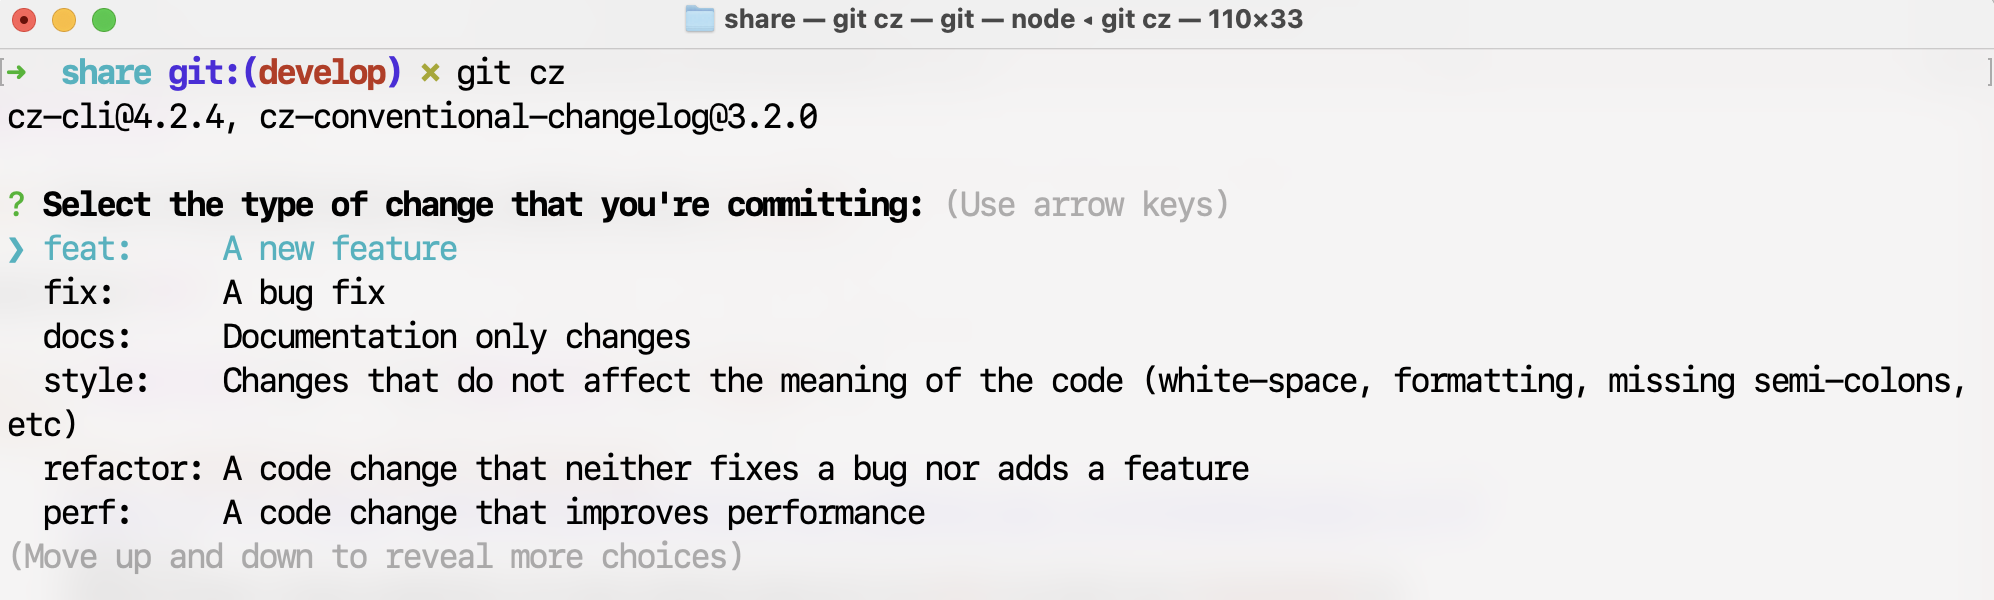 share — git cz — git — node ◂ git cz — 110×33
[➜  share git:(develop) ✗ git cz ]
cz-cli@4.2.4, cz-conventional-changelog@3.2.0
? Select the type of change that you're committing: (Use arrow keys)
❯ feat:     A new feature
  fix:      A bug fix
  docs:     Documentation only changes
  style:    Changes that do not affect the meaning of the code (white-space, formatting, missing semi-colons,
etc)
  refactor: A code change that neither fixes a bug nor adds a feature
  perf:     A code change that improves performance
(Move up and down to reveal more choices)